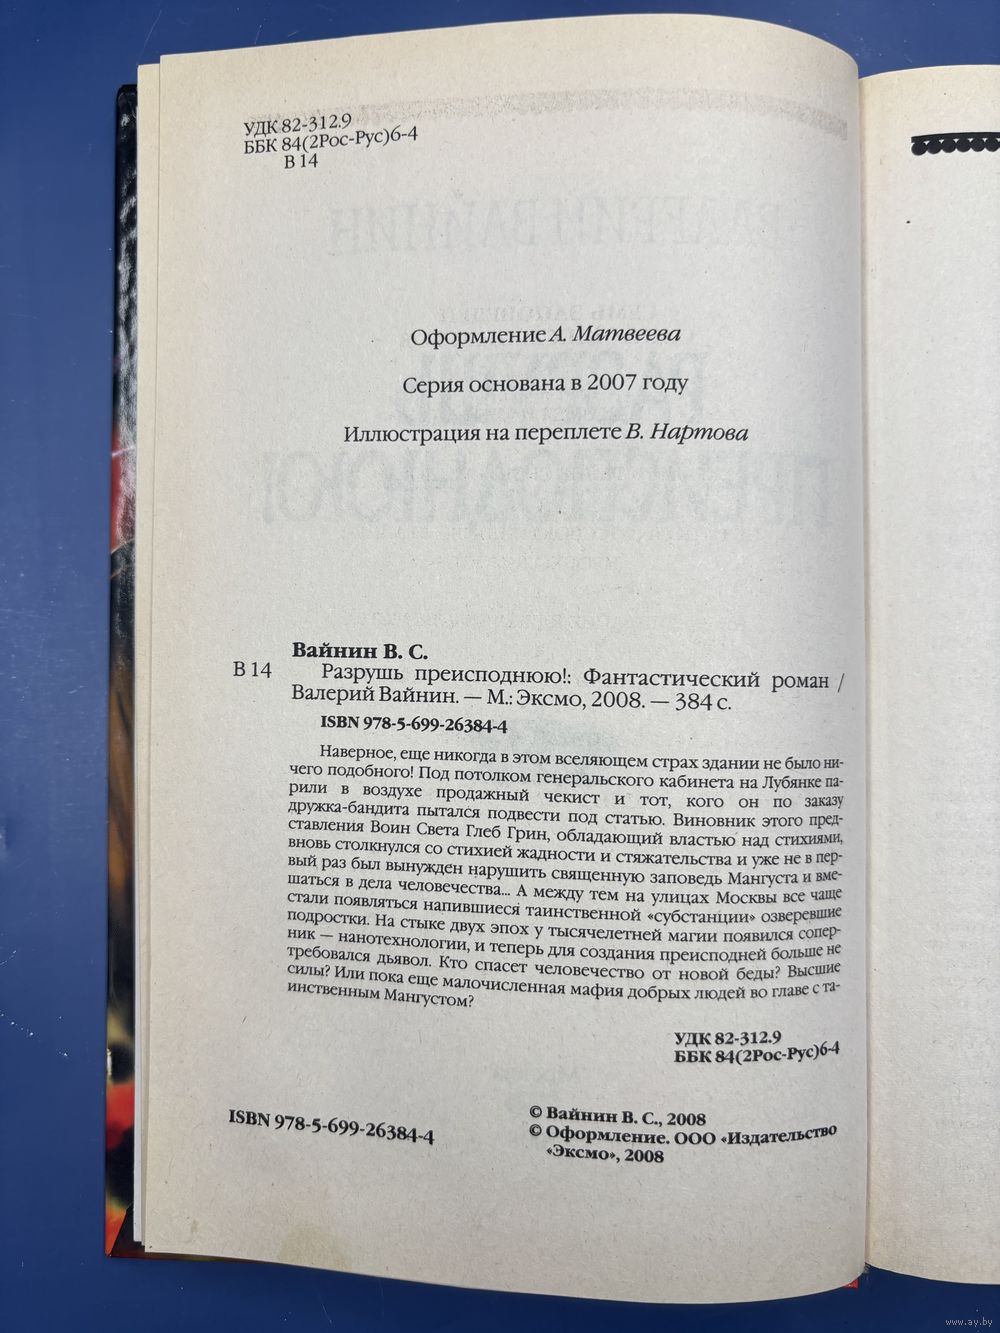 УДК 82-312.9
ББК 84(2Рос-Рус)6-4
В 14
Оформление А. Матвеева
Серия основана в 2007 году
Иллюстрация на переплете В. Нартова
Вайнин В. С.
В 14 Разрушь преисподнюю!: Фантастический роман /
Валерий Вайнин. — М.: Эксмо, 2008. — 384 с.
ISBN 978-5-699-26384-4
Наверное, еще никогда в этом вселяющем страх здании не было ни-
чего подобного! Под потолком генеральского кабинета на Лубянке па-
рили в воздухе продажный чекист и тот, кого он по заказу
дружка-бандита пытался подвести под статью. Виновник этого пред-
ставления Воин Света Глеб Грин, обладающий властью над стихиями,
вновь столкнулся со стихией жадности и стяжательства и уже не в пер-
вый раз был вынужден нарушить священную заповедь Мангуста и вме-
шаться в дела человечества... А между тем на улицах Москвы все чаще
стали появляться напившиеся таинственной «субстанции» озверевшие
подростки. На стыке двух эпох у тысячелетней магии появился сопер-
ник — нанотехнологии, и теперь для создания преисподней больше не
требовался дьявол. Кто спасет человечество от новой беды? Высшие
силы? Или пока еще малочисленная мафия добрых людей во главе с та-
инственным Мангустом?
УДК 82-312.9
ББК 84(2Рос-Рус)6-4
ISBN 978-5-699-26384-4
© Вайнин В. С., 2008
© Оформление. ООО «Издательство
«Эксмо», 2008
www.ay.by